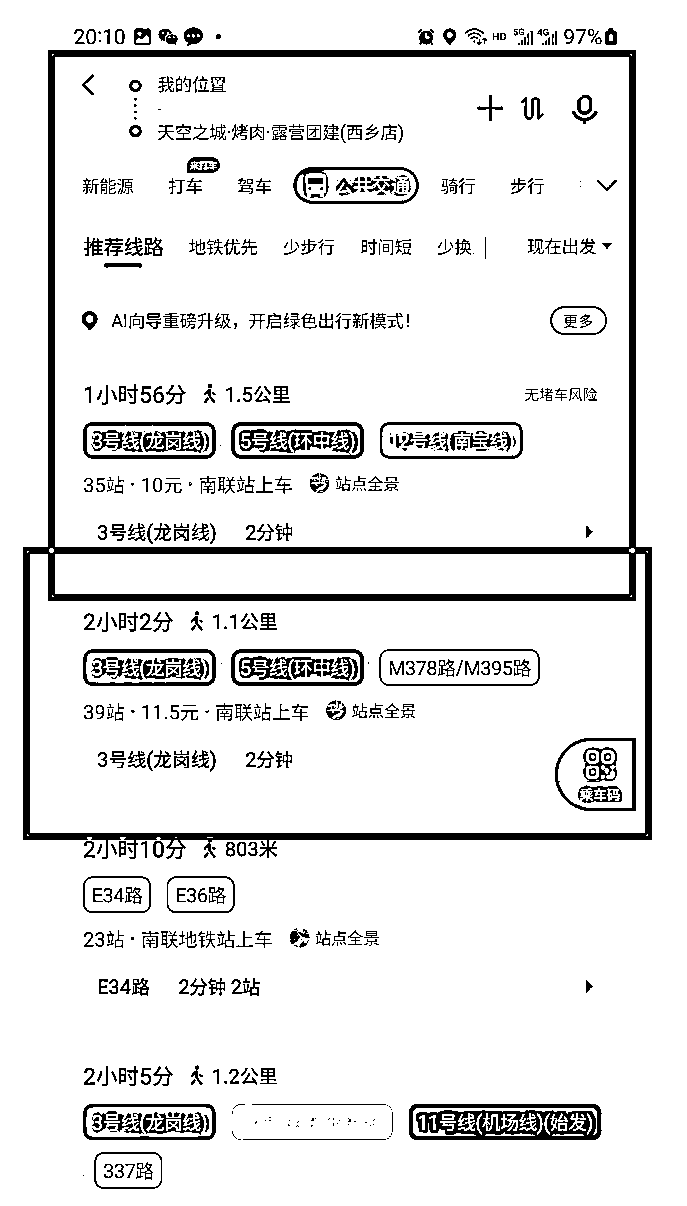 20:10 HD 5G 4G 97%
我的位置
天空之城·烤肉·露营团建(西乡店)
新能源 打车 驾车 公共交通 骑行 步行
推荐线路 地铁优先 少步行 时间短 少换 现在出发
AI向导重磅升级，开启绿色出行新模式! 更多
1小时56分 1.5公里 无堵车风险
3号线(龙岗线) 5号线(环中线) 12号线(南宝线)
35站·10元·南联站上车 站点全景
3号线(龙岗线) 2分钟
2小时2分 1.1公里
3号线(龙岗线) 5号线(环中线) M378路/M395路
39站·11.5元·南联站上车 站点全景
3号线(龙岗线) 2分钟
乘车码
2小时10分 803米
E34路 E36路
23站·南联地铁站上车 站点全景
E34路 2分钟 2站
2小时5分 1.2公里
3号线(龙岗线) 11号线(机场线)(始发)
337路